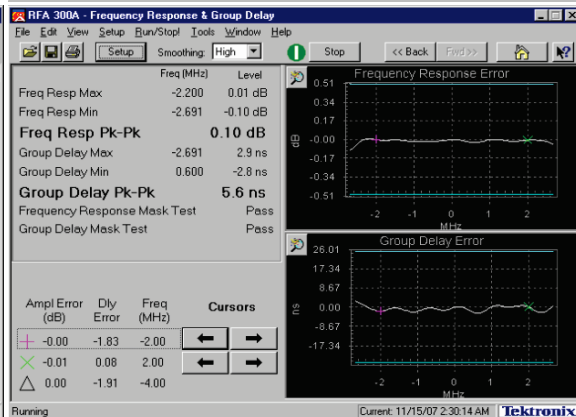 RFA 300A - Frequency Response & Group Delay
File Edit View Setup Run/Stop! Tools Window Help
Setup Smoothing: High Stop << Back Fwd >>
Freq (MHz) Level
Freq Resp Max -2.200 0.01 dB
Freq Resp Min -2.691 -0.10 dB
Freq Resp Pk-Pk 0.10 dB
Group Delay Max -2.691 2.9 ns
Group Delay Min 0.600 -2.8 ns
Group Delay Pk-Pk 5.6 ns
Frequency Response Mask Test Pass
Group Delay Mask Test Pass
Ampl Error (dB) Dly Error Freq (MHz) Cursors
-0.00 -1.83 -2.00
-0.01 0.08 2.00
0.00 -1.91 -4.00
Frequency Response Error
0.51
0.34
0.17
-0.00
-0.17
-0.34
-0.51
dB
-2 -1 0 1 2
MHz
Group Delay Error
26.01
17.34
8.67
0.00
-8.67
-17.34
ns
-2 -1 0 1 2
MHz
Running Current: 11/15/07 2:30:14 AM Tektronix